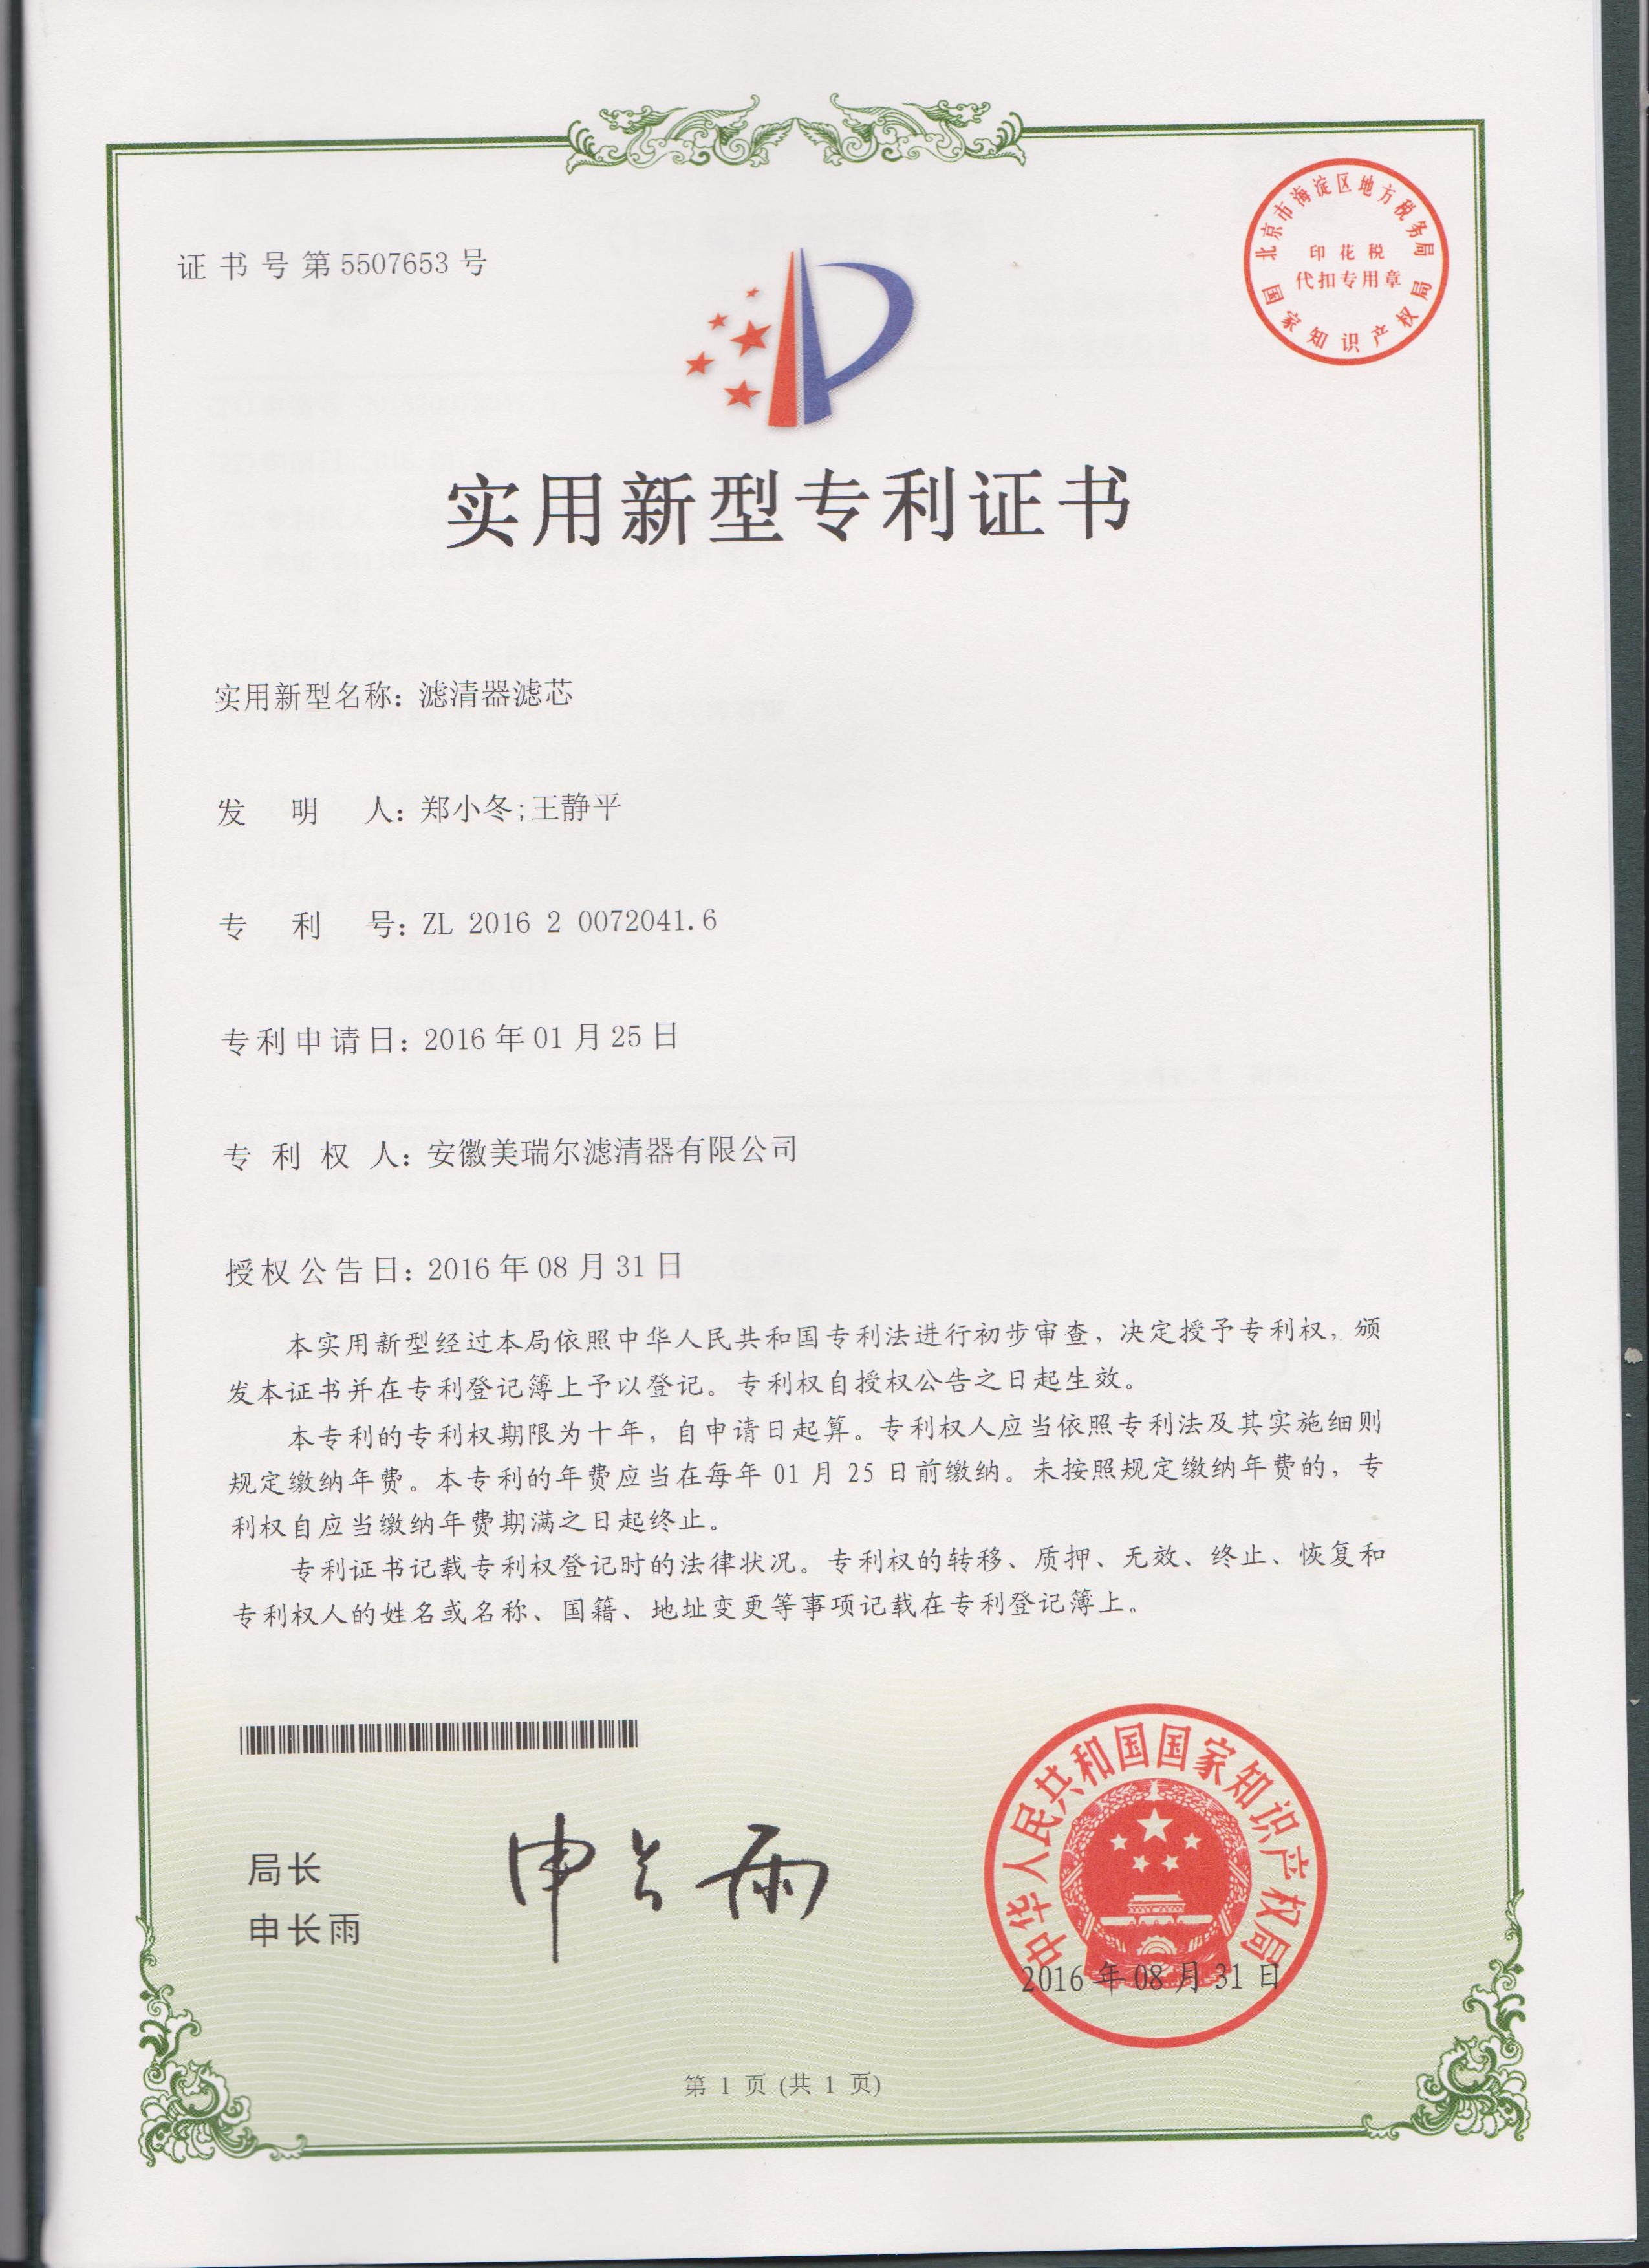 证书号第5507653号
北京市海淀区地方税务局
印花税
代扣专用章
国家知识产权局
实用新型专利证书
实用新型名称：滤清器滤芯
发明人：郑小冬;王静平
专利号：ZL 2016 2 0072041.6
专利申请日：2016年01月25日
专利权人：安徽美瑞尔滤清器有限公司
授权公告日：2016年08月31日
本实用新型经过本局依照中华人民共和国专利法进行初步审查，决定授予专利权，颁
发本证书并在专利登记簿上予以登记。专利权自授权公告之日起生效。
本专利的专利权期限为十年，自申请日起算。专利权人应当依照专利法及其实施细则
规定缴纳年费。本专利的年费应当在每年01月25日前缴纳。未按照规定缴纳年费的，专
利权自应当缴纳年费期满之日起终止。
专利证书记载专利权登记时的法律状况。专利权的转移、质押、无效、终止、恢复和
专利权人的姓名或名称、国籍、地址变更等事项记载在专利登记簿上。
局长
申长雨
申长雨
中华人民共和国国家知识产权局
2016年08月31日
第 1 页 (共 1 页)